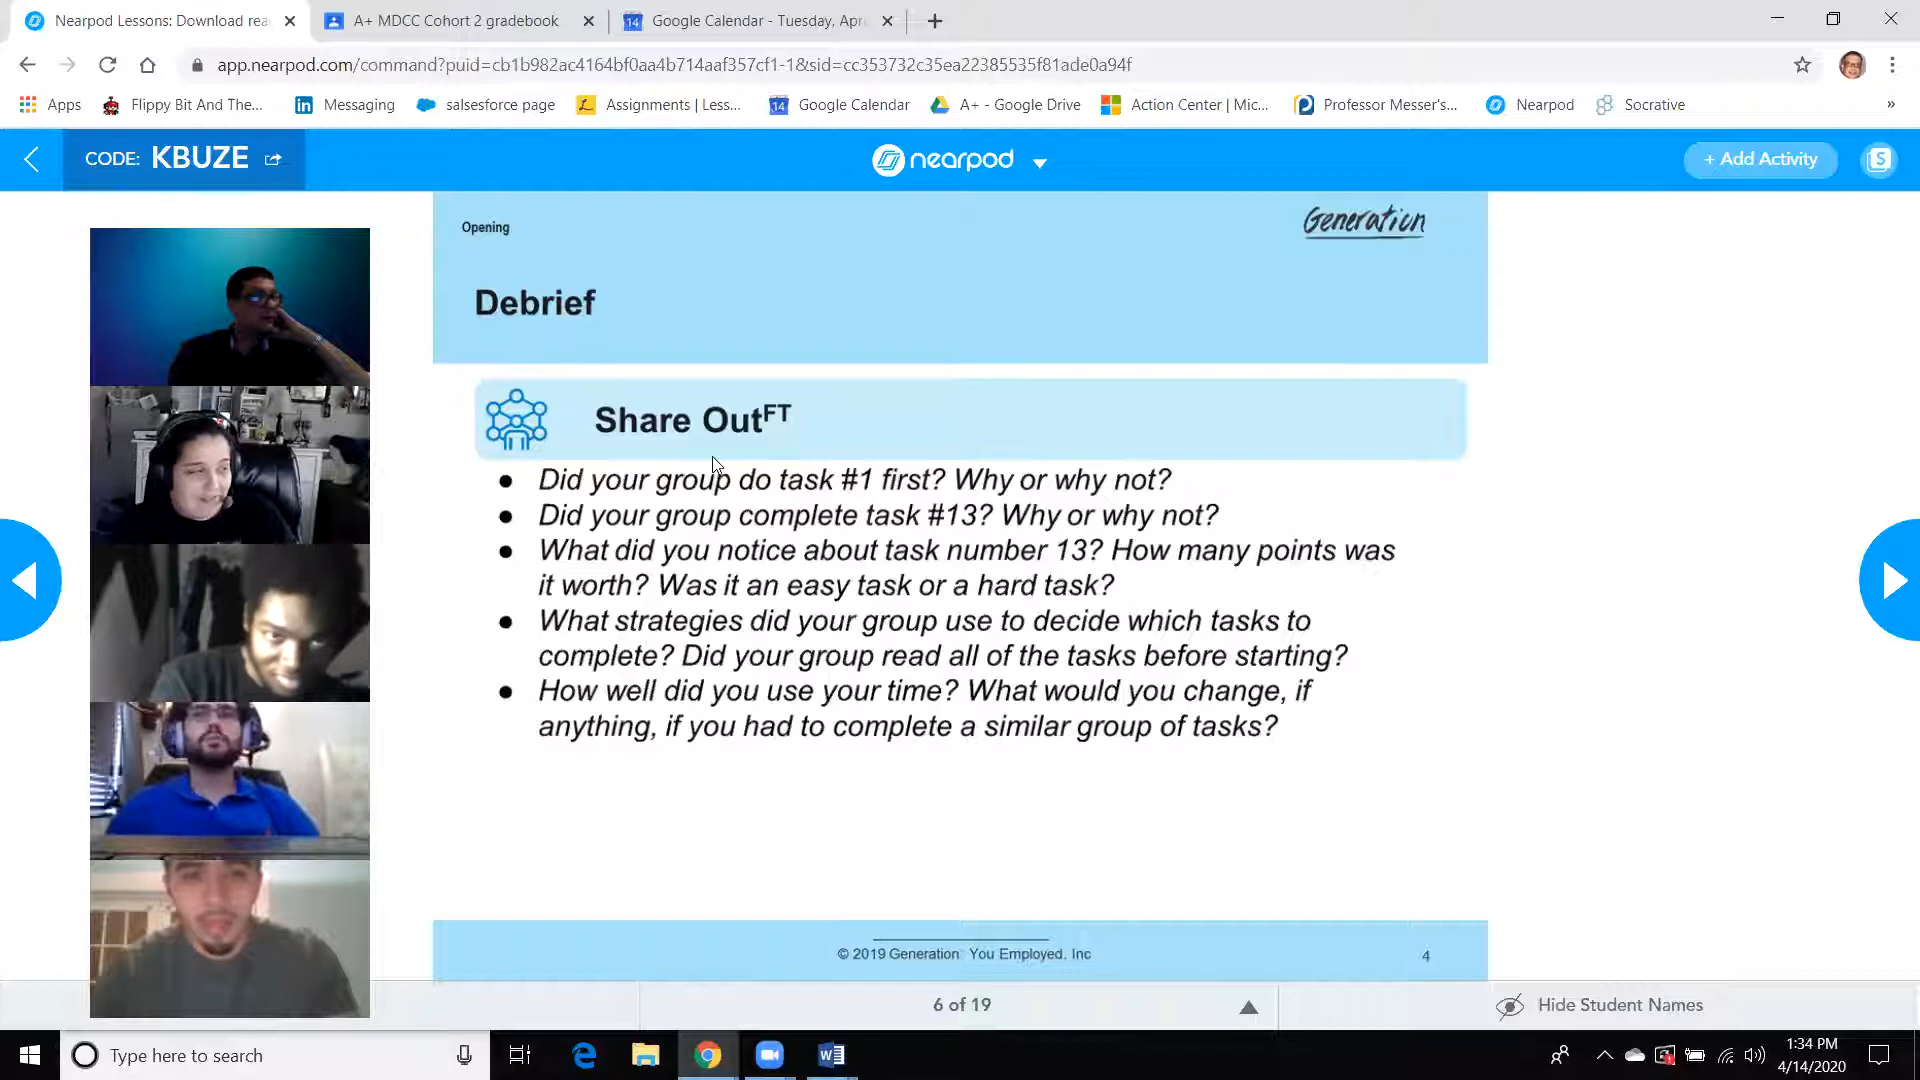 Nearpod Lessons: Download rea
A+ MDCC Cohort 2 gradebook
Google Calendar - Tuesday, Apr
app.nearpod.com/command?puid=cb1b982ac4164bf0aa4b714aaf357cf1-1&sid=cc353732c35ea22385535f81ade0a94f
Apps
Flippy Bit And The...
Messaging
salsesforce page
Assignments | Less...
Google Calendar
A+ - Google Drive
Action Center | Mic...
Professor Messer's...
Nearpod
Socrative
»
CODE: KBUZE
nearpod
+ Add Activity
Opening
Generation
Debrief
Share OutFT
● Did your group do task #1 first? Why or why not?
● Did your group complete task #13? Why or why not?
● What did you notice about task number 13? How many points was
it worth? Was it an easy task or a hard task?
● What strategies did your group use to decide which tasks to
complete? Did your group read all of the tasks before starting?
● How well did you use your time? What would you change, if
anything, if you had to complete a similar group of tasks?
© 2019 Generation: You Employed, Inc
4
6 of 19
Hide Student Names
Type here to search
1:34 PM
4/14/2020